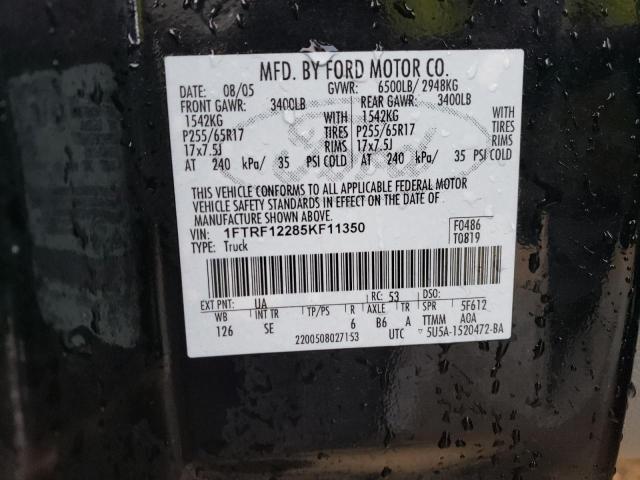 MFD. BY FORD MOTOR CO.
DATE: 08/05 GVWR: 6500LB/ 2948KG
FRONT GAWR: 3400LB REAR GAWR: 3400LB
1542KG TIRES 1542KG TIRES
P255/65R17 RIMS P255/65R17 RIMS
17x7.5J 17x7.5J
AT 240 kPa/ 35 PSI COLD AT 240 kPa/ 35 PSI COLD
Ford
THIS VEHICLE CONFORMS TO ALL APPLICABLE FEDERAL MOTOR
VEHICLE SAFETY STANDARDS IN EFFECT ON THE DATE OF
MANUFACTURE SHOWN ABOVE.
VIN: 1FTRF12285KF11350 F0486
TYPE: Truck T0819
EXT PNT: UA RC: 53 DSO:
WB INT TR TP/PS R AXLE TR SPR 5F612
126 SE 6 B6 A TTMM AOA
2200508027153 UTC ▽ 5U5A-1520472-BA